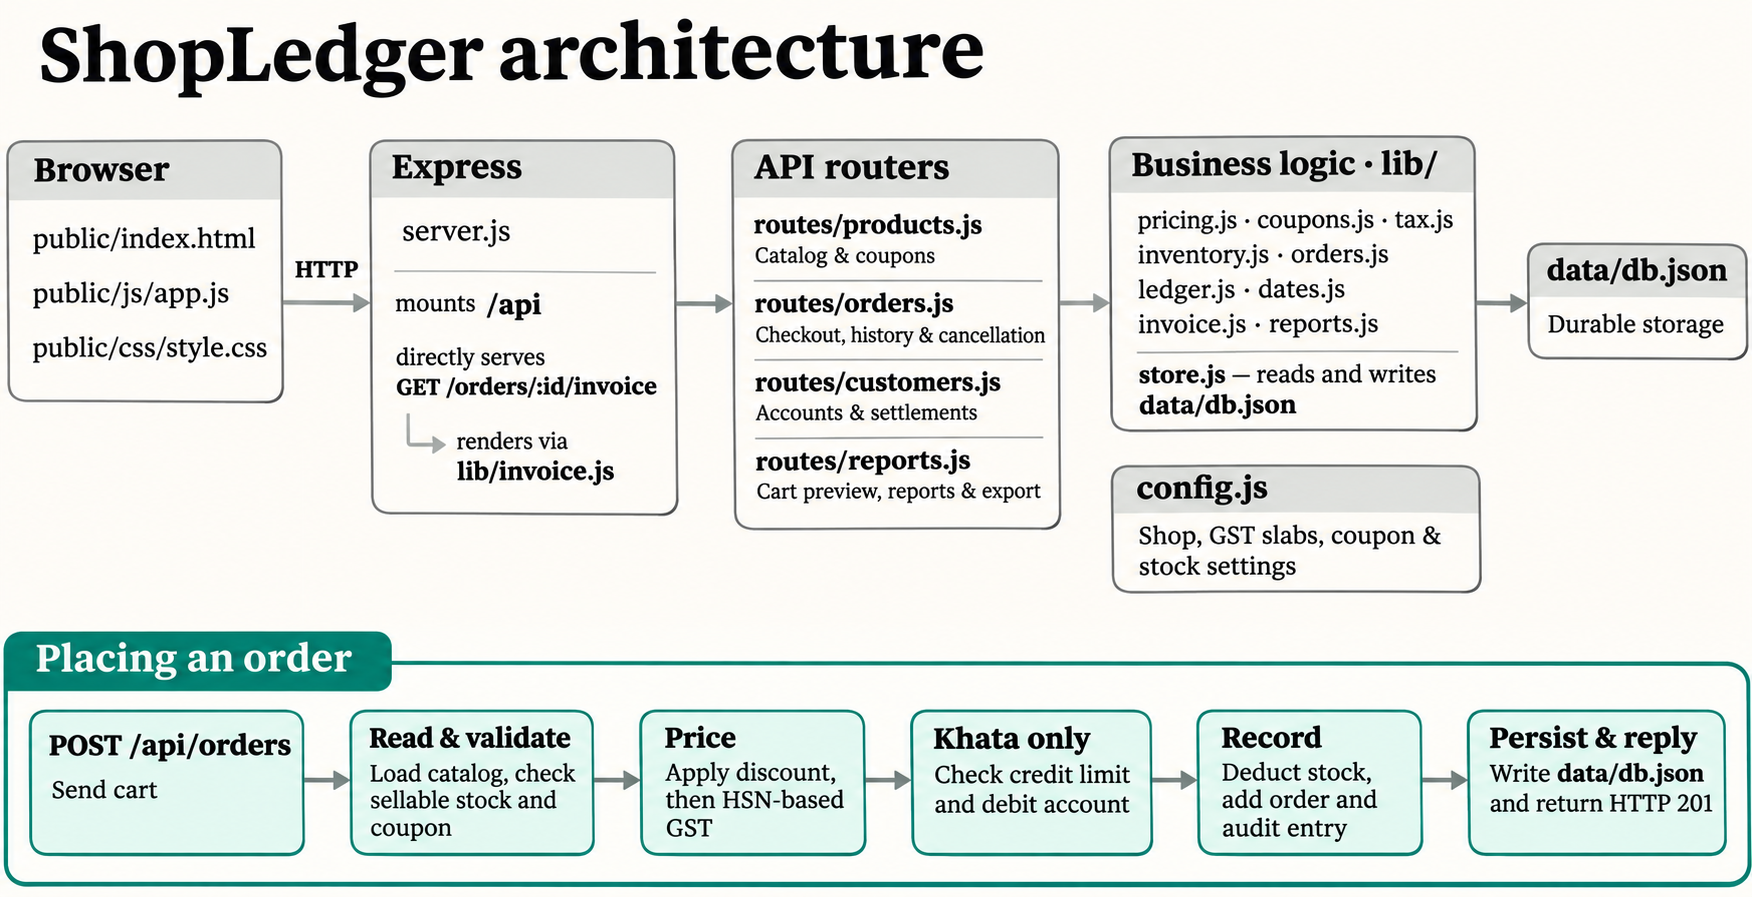 ShopLedger architecture
Browser
public/index.html
public/js/app.js
public/css/style.css
HTTP
Express
server.js
mounts /api
directly serves
GET /orders/:id/invoice
renders via
lib/invoice.js
API routers
routes/products.js
Catalog & coupons
routes/orders.js
Checkout, history & cancellation
routes/customers.js
Accounts & settlements
routes/reports.js
Cart preview, reports & export
Business logic · lib/
pricing.js · coupons.js · tax.js
inventory.js · orders.js
ledger.js · dates.js
invoice.js · reports.js
store.js — reads and writes
data/db.json
config.js
Shop, GST slabs, coupon &
stock settings
data/db.json
Durable storage
Placing an order
POST /api/orders
Send cart
Read & validate
Load catalog, check
sellable stock and
coupon
Price
Apply discount,
then HSN-based
GST
Khata only
Check credit limit
and debit account
Record
Deduct stock,
add order and
audit entry
Persist & reply
Write data/db.json
and return HTTP 201